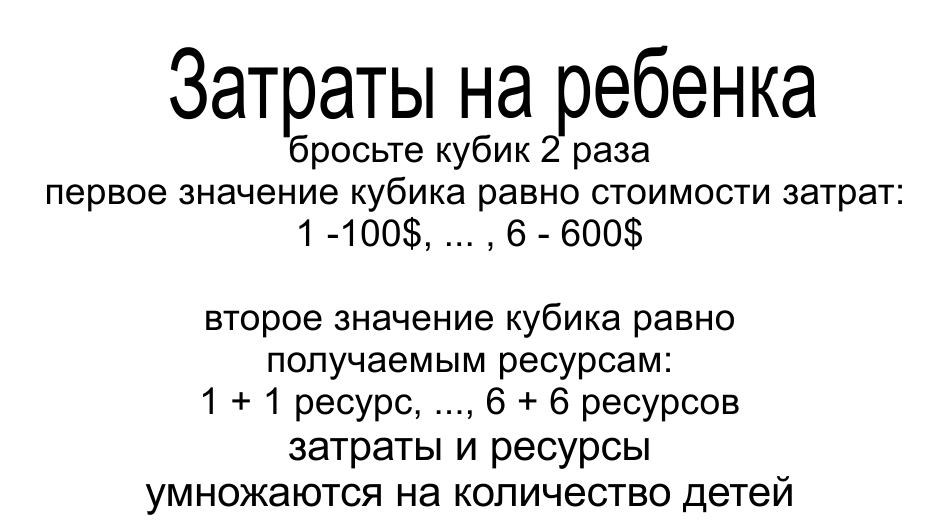 Затраты на ребенка
бросьте кубик 2 раза
первое значение кубика равно стоимости затрат:
1 -100$, ... , 6 - 600$
второе значение кубика равно
получаемым ресурсам:
1 + 1 ресурс, ..., 6 + 6 ресурсов
затраты и ресурсы
умножаются на количество детей